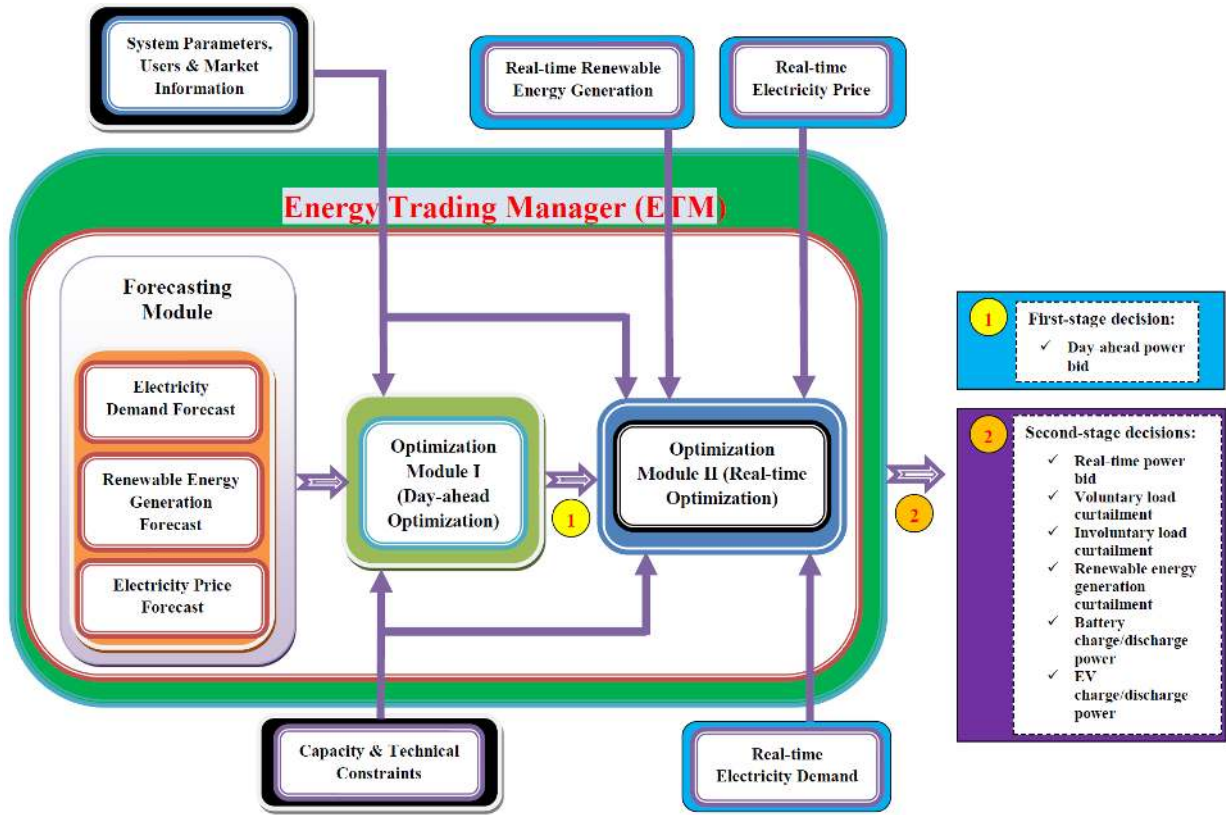 System Parameters,
Users & Market
Information
Real-time Renewable
Energy Generation
Real-time
Electricity Price
Energy Trading Manager (ETM)
Forecasting
Module
Electricity
Demand Forecast
Renewable Energy
Generation
Forecast
Electricity Price
Forecast
Optimization
Module I
(Day-ahead
Optimization)
1
Optimization
Module II (Real-time
Optimization)
2
1
First-stage decision:
✓ Day ahead power
bid
2
Second-stage decisions:
✓ Real-time power
bid
✓ Voluntary load
curtailment
✓ Involuntary load
curtailment
✓ Renewable energy
generation
curtailment
✓ Battery
charge/discharge
power
✓ EV
charge/discharge
power
Capacity & Technical
Constraints
Real-time
Electricity Demand